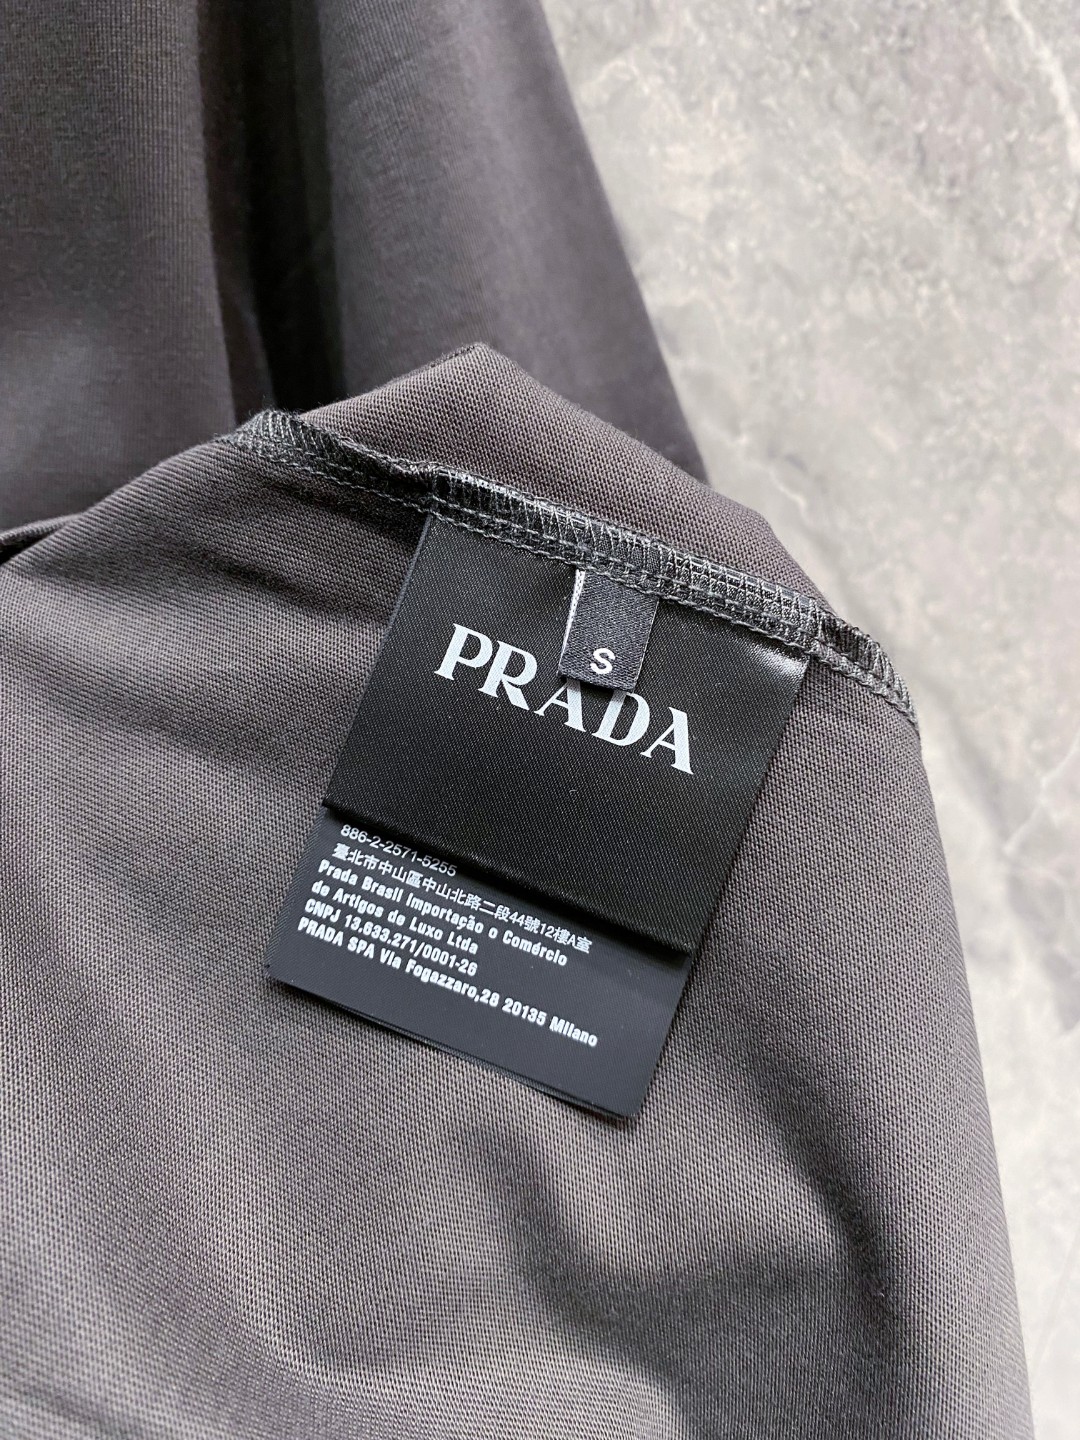 S
PRADA
886-2-2571-5255
臺北市中山區中山北路二段44號12樓A室
Prada Brasil Importação o Comércio
de Artigos de Luxo Ltda
CNPJ 13,633.271/0001-26
PRADA SPA Via Fogazzaro,28 20135 Milano